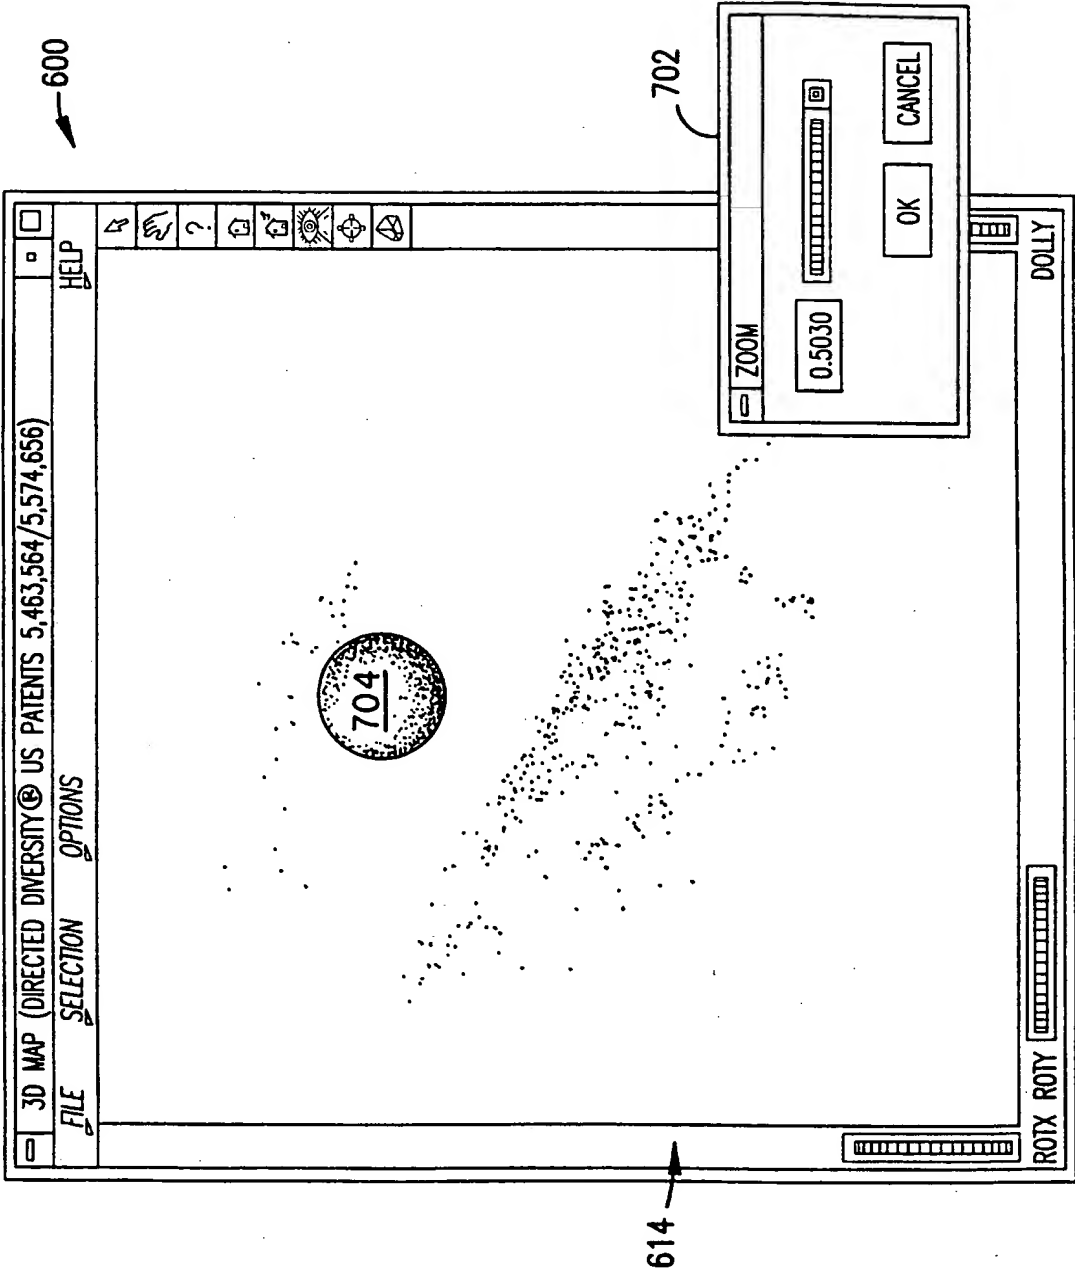 600
3D MAP (DIRECTED DIVERSITY® US PATENTS 5,463,564/5,574,656)
FILE SELECTION OPTIONS HELP
?
704
702
ZOOM
0.5030
OK CANCEL
614
ROTX ROTY DOLLY